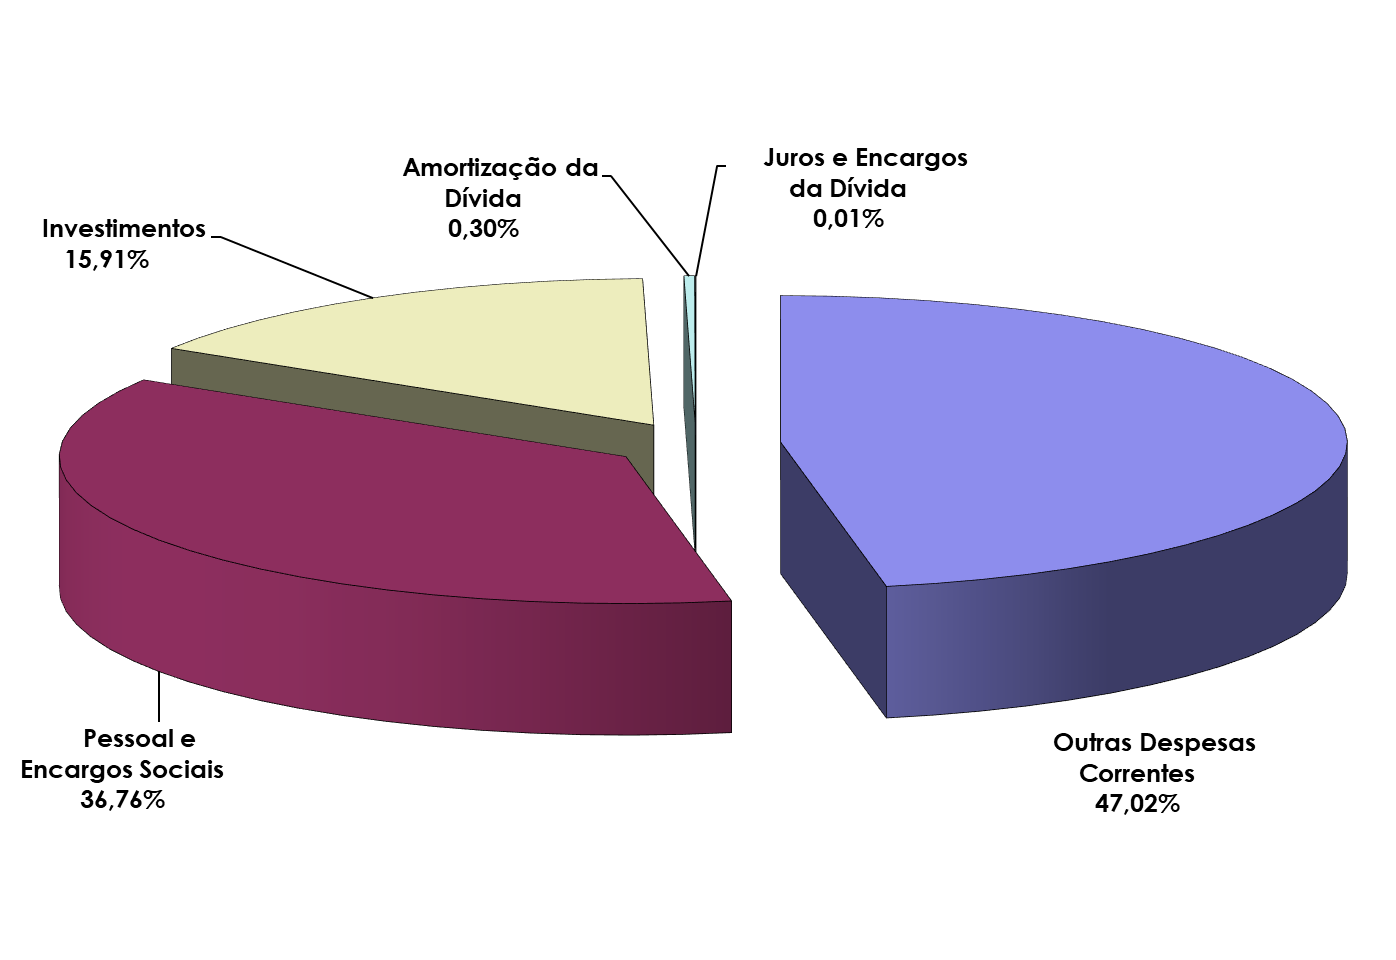 Amortização da
Dívida
0,30%
Juros e Encargos
da Dívida
0,01%
Investimentos
15,91%
Pessoal e
Encargos Sociais
36,76%
Outras Despesas
Correntes
47,02%